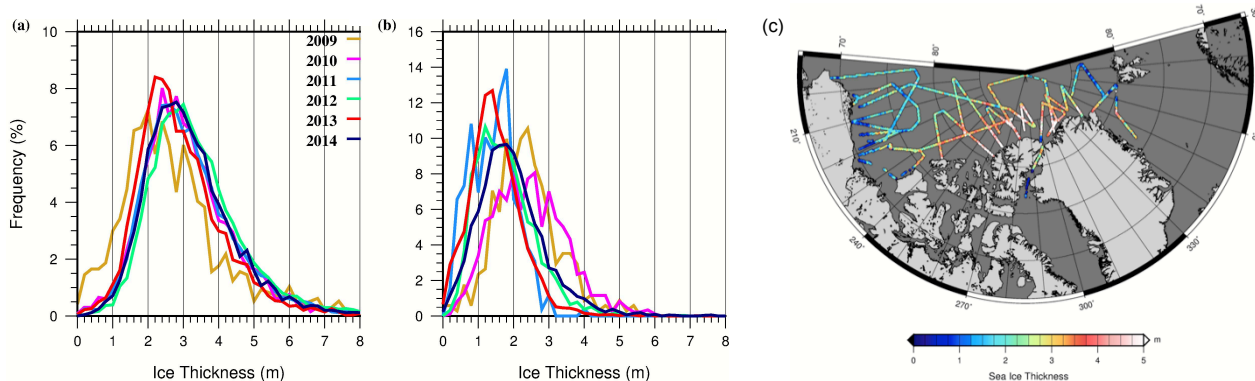 (a)
10
8
6
4
2
0
Frequency (%)
0 1 2 3 4 5 6 7 8
Ice Thickness (m)
2009
2010
2011
2012
2013
2014
(b)
16
14
12
10
8
6
4
2
0
0 1 2 3 4 5 6 7 8
Ice Thickness (m)
(c)
70°
80°
80°
70°
210°
240°
270°
300°
330°
m
0 1 2 3 4 5
Sea Ice Thickness